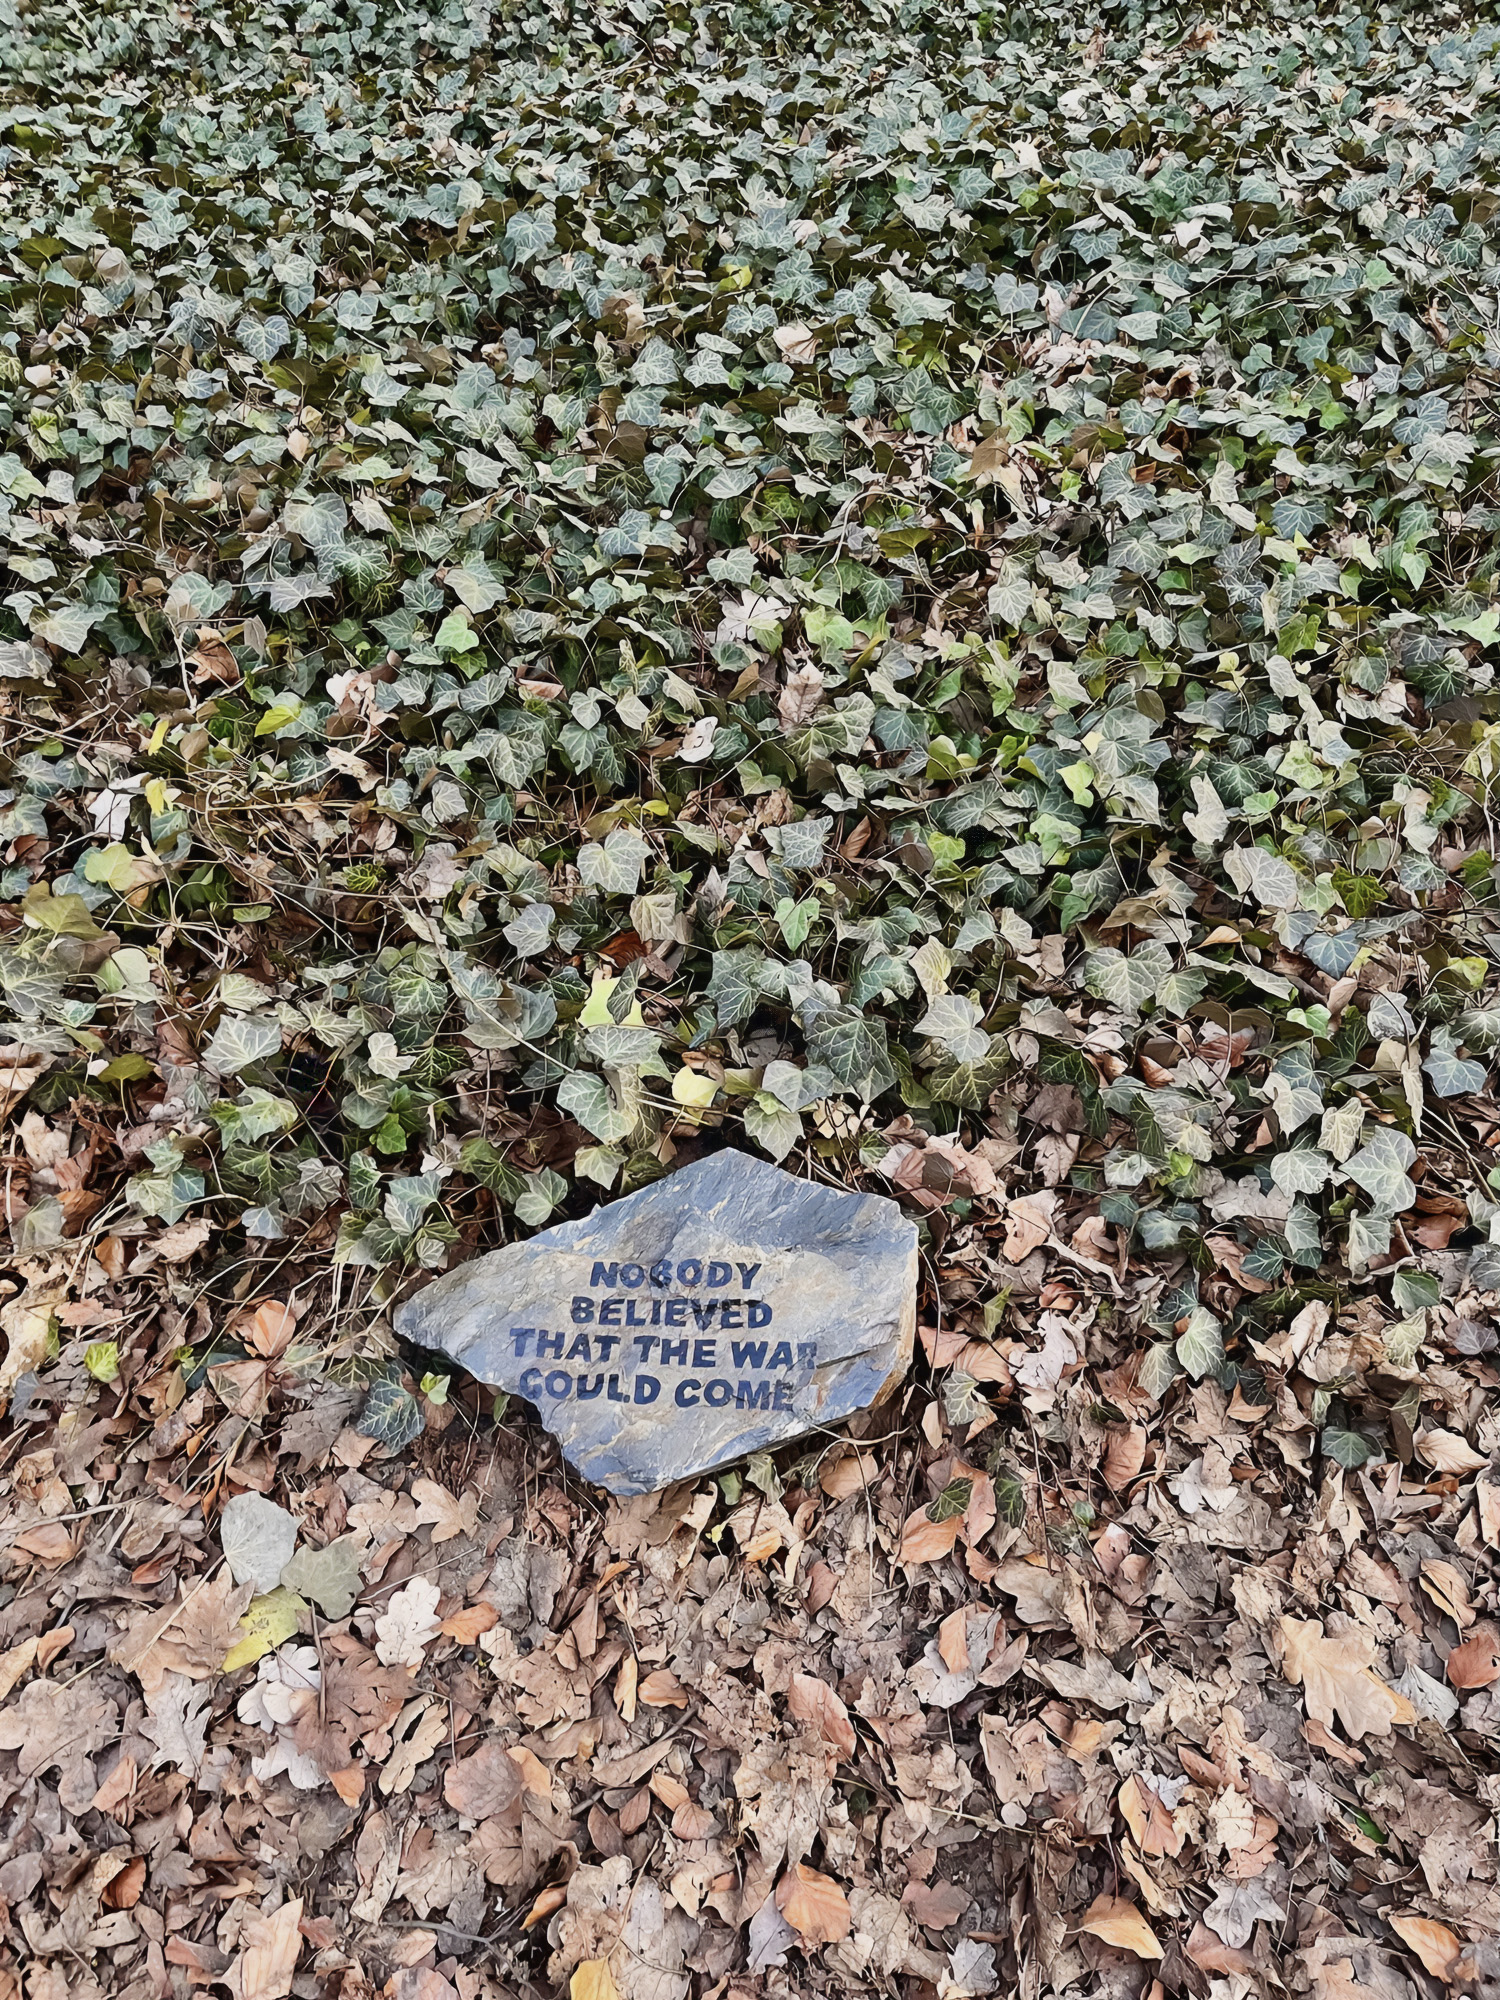 NOBODY
BELIEVED
THAT THE WAR
COULD COME